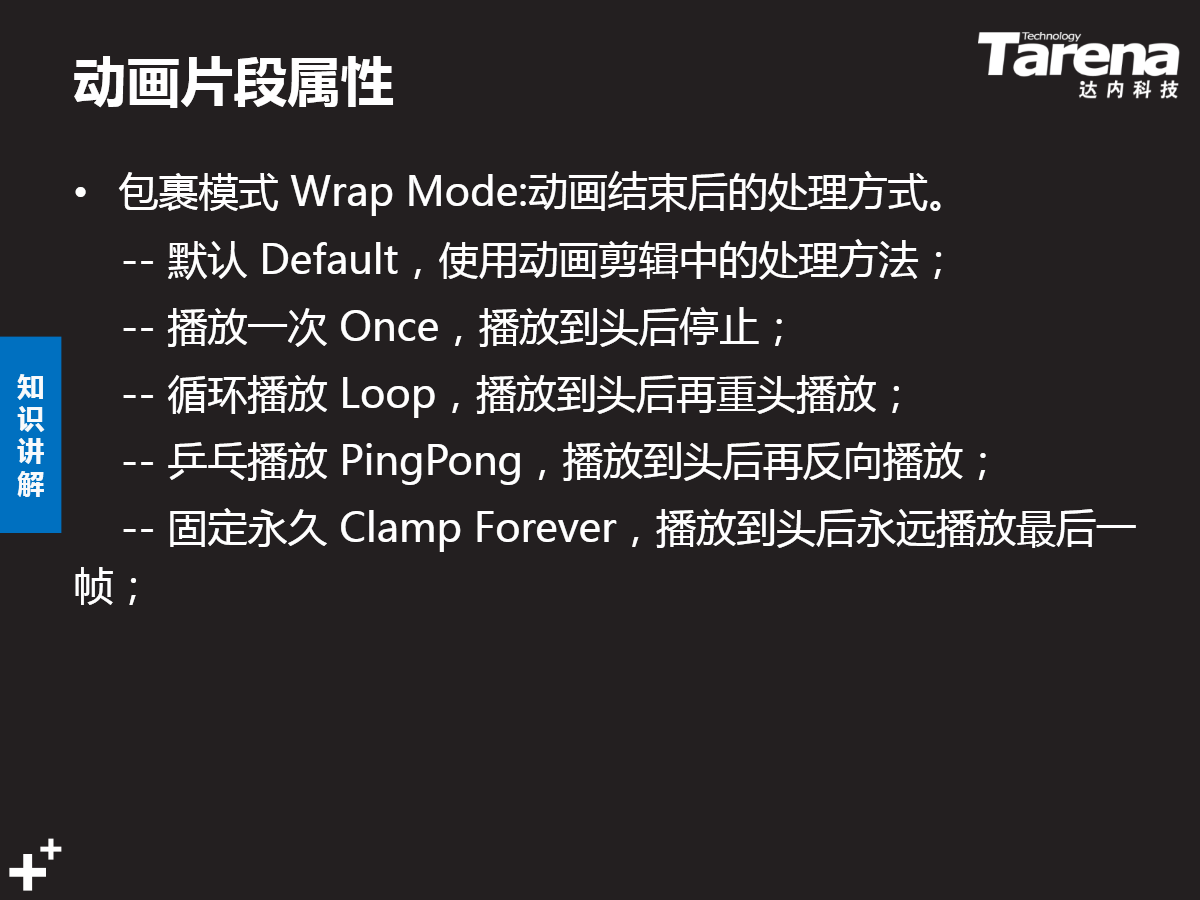 动画片段属性
Technology
Tarena
达内科技
• 包裹模式 Wrap Mode:动画结束后的处理方式。
-- 默认 Default，使用动画剪辑中的处理方法；
-- 播放一次 Once，播放到头后停止；
-- 循环播放 Loop，播放到头后再重头播放；
-- 乒乓播放 PingPong，播放到头后再反向播放；
-- 固定永久 Clamp Forever，播放到头后永远播放最后一
帧；
知
识
讲
解